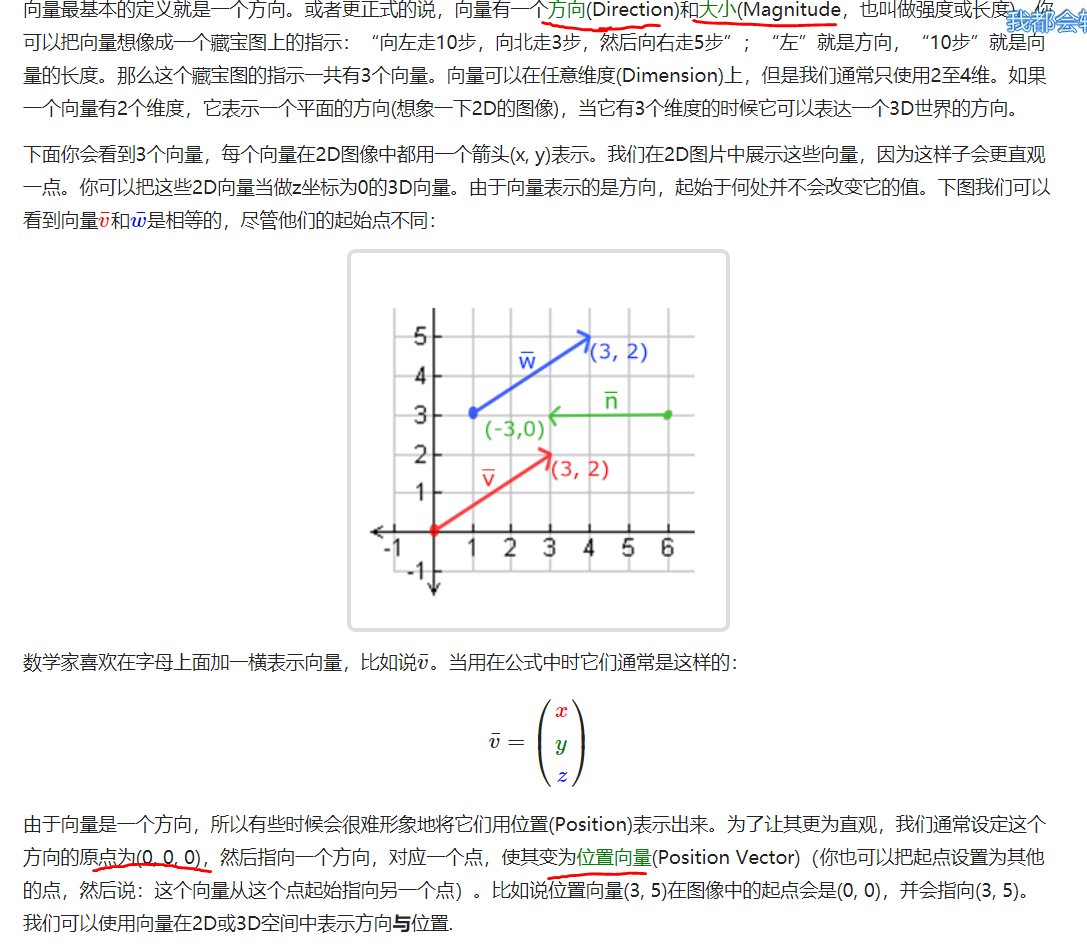 向量最基本的定义就是一个方向。或者更正式的说，向量有一个方向(Direction)和大小(Magnitude，也叫做强度或长度)。你
我都会
可以把向量想像成一个藏宝图上的指示：“向左走10步，向北走3步，然后向右走5步”；“左”就是方向，“10步”就是向
量的长度。那么这个藏宝图的指示一共有3个向量。向量可以在任意维度(Dimension)上，但是我们通常只使用2至4维。如果
一个向量有2个维度，它表示一个平面的方向(想象一下2D的图像)，当它有3个维度的时候它可以表达一个3D世界的方向。
下面你会看到3个向量，每个向量在2D图像中都用一个箭头(x, y)表示。我们在2D图片中展示这些向量，因为这样子会更直观
一点。你可以把这些2D向量当做z坐标为0的3D向量。由于向量表示的是方向，起始于何处并不会改变它的值。下图我们可以
看到向量v̄和w̄是相等的，尽管他们的起始点不同：
5
w̄
(3, 2)
4
n̄
3
(-3,0)
2
v̄
(3, 2)
1
-1 1 2 3 4 5 6
-1
数学家喜欢在字母上面加一横表示向量，比如说v̄。当用在公式中时它们通常是这样的：
x
v̄ = ( y )
z
由于向量是一个方向，所以有些时候会很难形象地将它们用位置(Position)表示出来。为了让其更为直观，我们通常设定这个
方向的原点为(0, 0, 0)，然后指向一个方向，对应一个点，使其变为位置向量(Position Vector)（你也可以把起点设置为其他
的点，然后说：这个向量从这个点起始指向另一个点）。比如说位置向量(3, 5)在图像中的起点会是(0, 0)，并会指向(3, 5)。
我们可以使用向量在2D或3D空间中表示方向与位置.